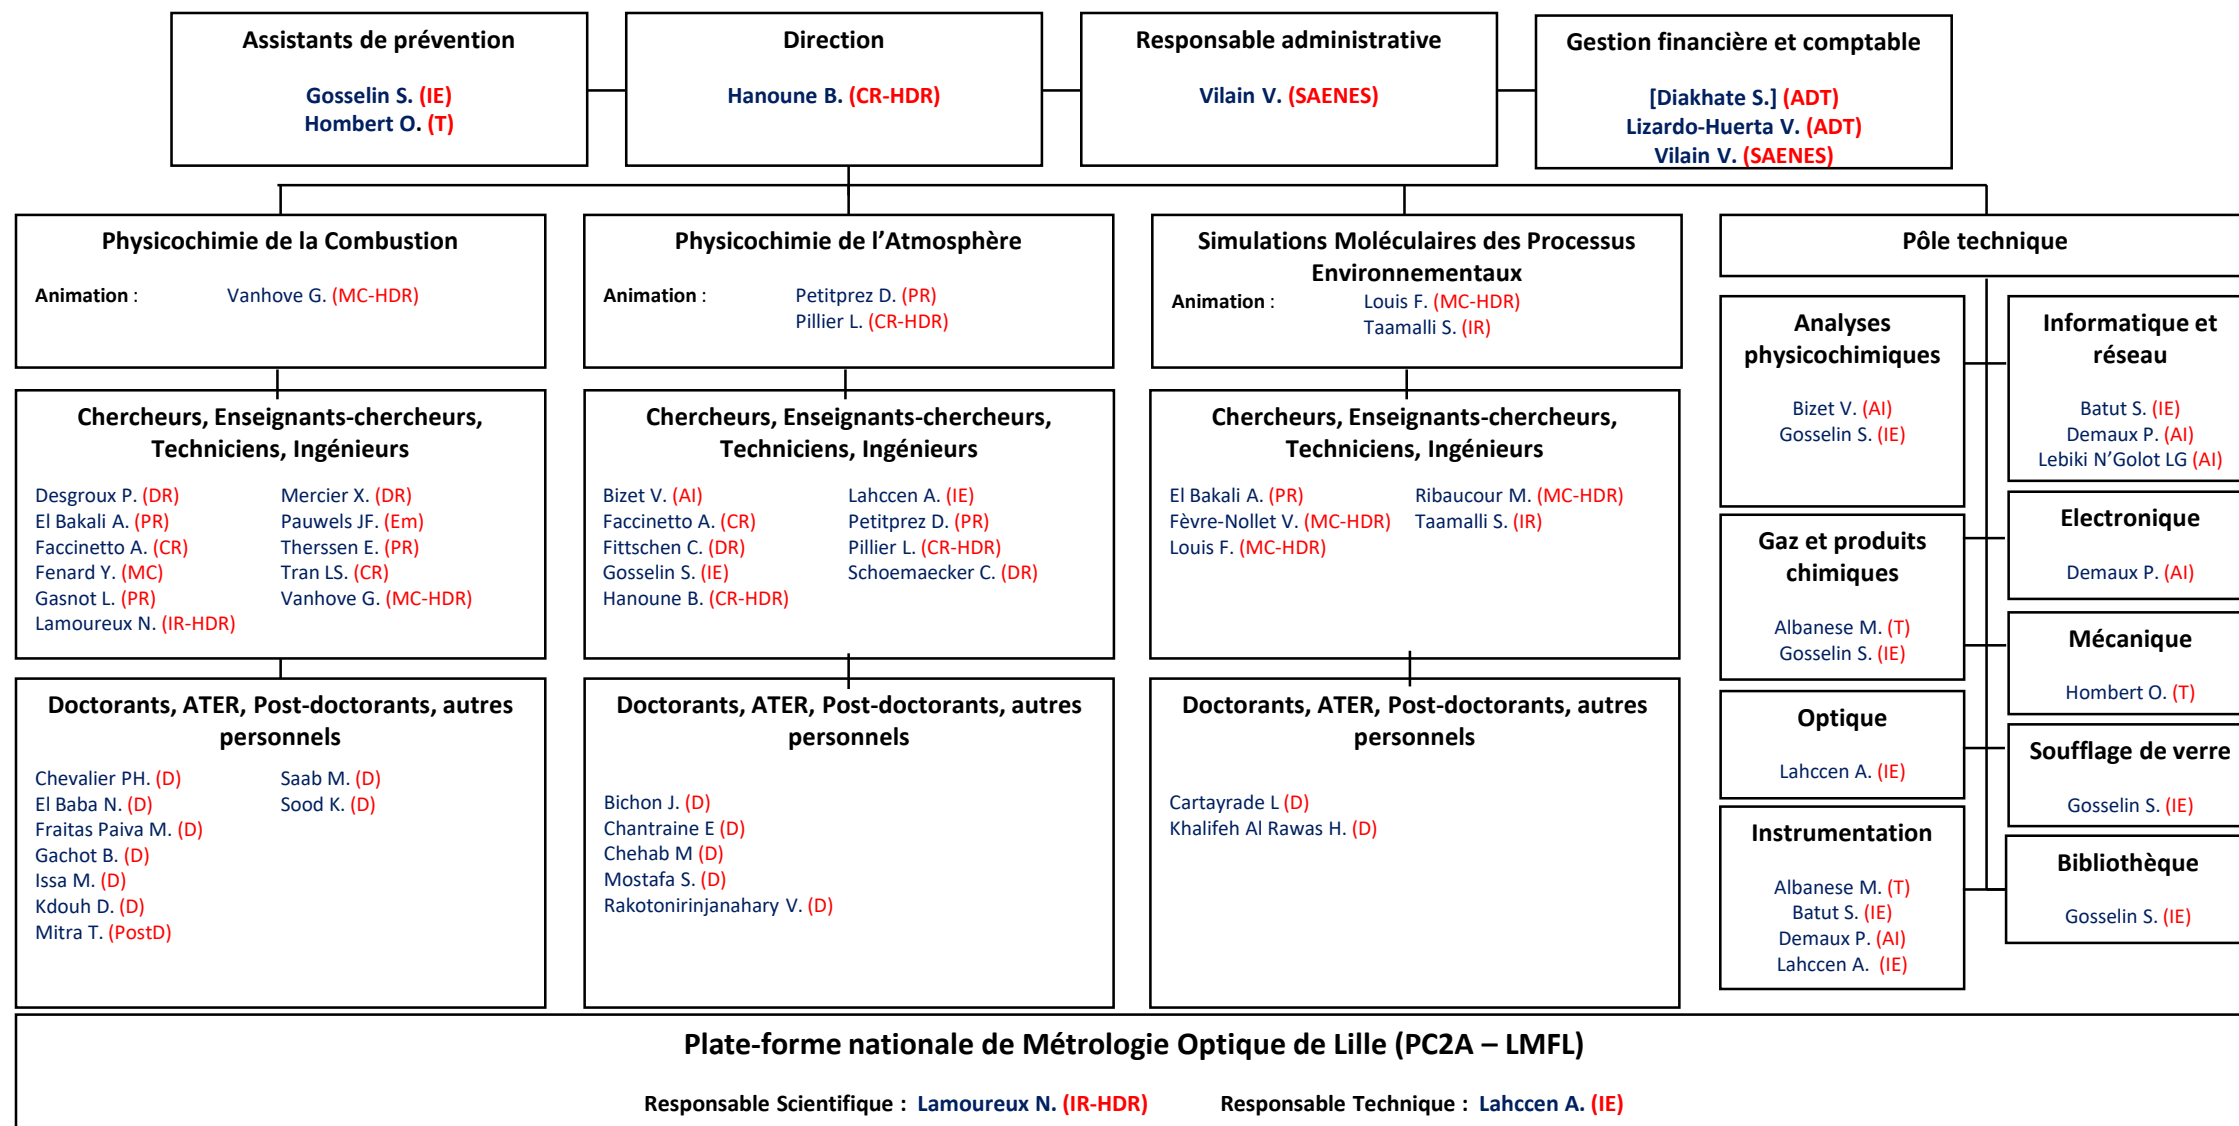 Assistants de prévention
Gosselin S. (IE)
Hombert O. (T)
Direction
Hanoune B. (CR-HDR)
Responsable administrative
Vilain V. (SAENES)
Gestion financière et comptable
[Diakhate S.] (ADT)
Lizardo-Huerta V. (ADT)
Vilain V. (SAENES)
Physicochimie de la Combustion
Animation : Vanhove G. (MC-HDR)
Physicochimie de l’Atmosphère
Animation : Petitprez D. (PR)
Pillier L. (CR-HDR)
Simulations Moléculaires des Processus
Environnementaux
Animation : Louis F. (MC-HDR)
Taamalli S. (IR)
Pôle technique
Chercheurs, Enseignants-chercheurs,
Techniciens, Ingénieurs
Desgroux P. (DR)
El Bakali A. (PR)
Faccinetto A. (CR)
Fenard Y. (MC)
Gasnot L. (PR)
Lamoureux N. (IR-HDR)
Mercier X. (DR)
Pauwels JF. (Em)
Therssen E. (PR)
Tran LS. (CR)
Vanhove G. (MC-HDR)
Chercheurs, Enseignants-chercheurs,
Techniciens, Ingénieurs
Bizet V. (AI)
Faccinetto A. (CR)
Fittschen C. (DR)
Gosselin S. (IE)
Hanoune B. (CR-HDR)
Lahccen A. (IE)
Petitprez D. (PR)
Pillier L. (CR-HDR)
Schoemaecker C. (DR)
Chercheurs, Enseignants-chercheurs,
Techniciens, Ingénieurs
El Bakali A. (PR)
Fèvre-Nollet V. (MC-HDR)
Louis F. (MC-HDR)
Ribaucour M. (MC-HDR)
Taamalli S. (IR)
Doctorants, ATER, Post-doctorants, autres
personnels
Chevalier PH. (D)
El Baba N. (D)
Fraitas Paiva M. (D)
Gachot B. (D)
Issa M. (D)
Kdouh D. (D)
Mitra T. (PostD)
Saab M. (D)
Sood K. (D)
Doctorants, ATER, Post-doctorants, autres
personnels
Bichon J. (D)
Chantraine E (D)
Chehab M (D)
Mostafa S. (D)
Rakotonirinjanahary V. (D)
Doctorants, ATER, Post-doctorants, autres
personnels
Cartayrade L (D)
Khalifeh Al Rawas H. (D)
Analyses
physicochimiques
Bizet V. (AI)
Gosselin S. (IE)
Informatique et
réseau
Batut S. (IE)
Demaux P. (AI)
Lebiki N’Golot LG (AI)
Gaz et produits
chimiques
Albanese M. (T)
Gosselin S. (IE)
Electronique
Demaux P. (AI)
Mécanique
Hombert O. (T)
Optique
Lahccen A. (IE)
Soufflage de verre
Gosselin S. (IE)
Instrumentation
Albanese M. (T)
Batut S. (IE)
Demaux P. (AI)
Lahccen A. (IE)
Bibliothèque
Gosselin S. (IE)
Plate-forme nationale de Métrologie Optique de Lille (PC2A – LMFL)
Responsable Scientifique : Lamoureux N. (IR-HDR) Responsable Technique : Lahccen A. (IE)